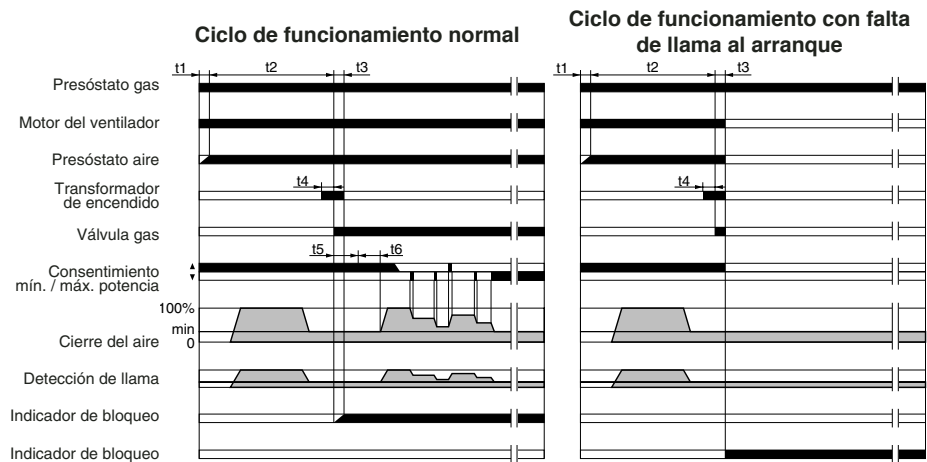 Ciclo de funcionamiento normal
Ciclo de funcionamiento con falta
de llama al arranque
t1
t2
t3
t1
t2
t3
Presóstato gas
Motor del ventilador
Presóstato aire
Transformador
de encendido
t4
t4
Válvula gas
t5
t6
Consentimiento
mín. / máx. potencia
100%
min
0
Cierre del aire
Detección de llama
Indicador de bloqueo
Indicador de bloqueo